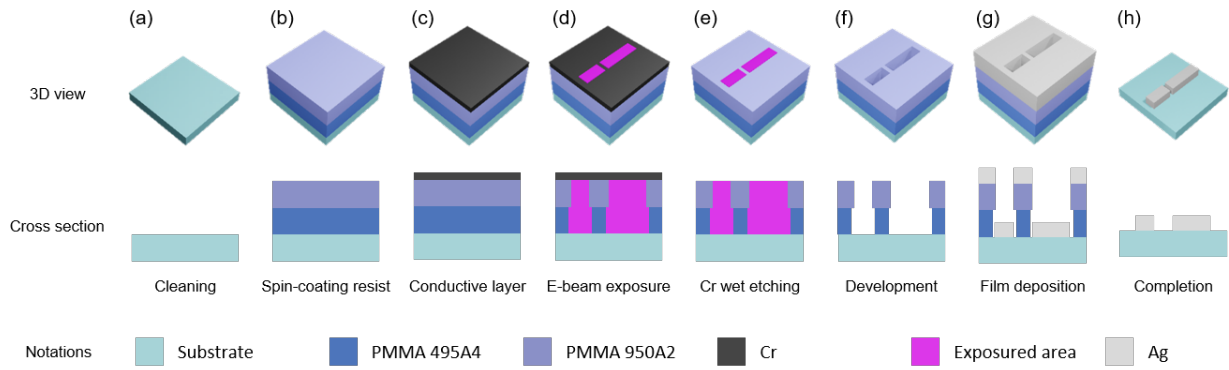 (a) (b) (c) (d) (e) (f) (g) (h)
3D view
Cross section
Cleaning Spin-coating resist Conductive layer E-beam exposure Cr wet etching Development Film deposition Completion
Notations Substrate PMMA 495A4 PMMA 950A2 Cr Exposured area Ag